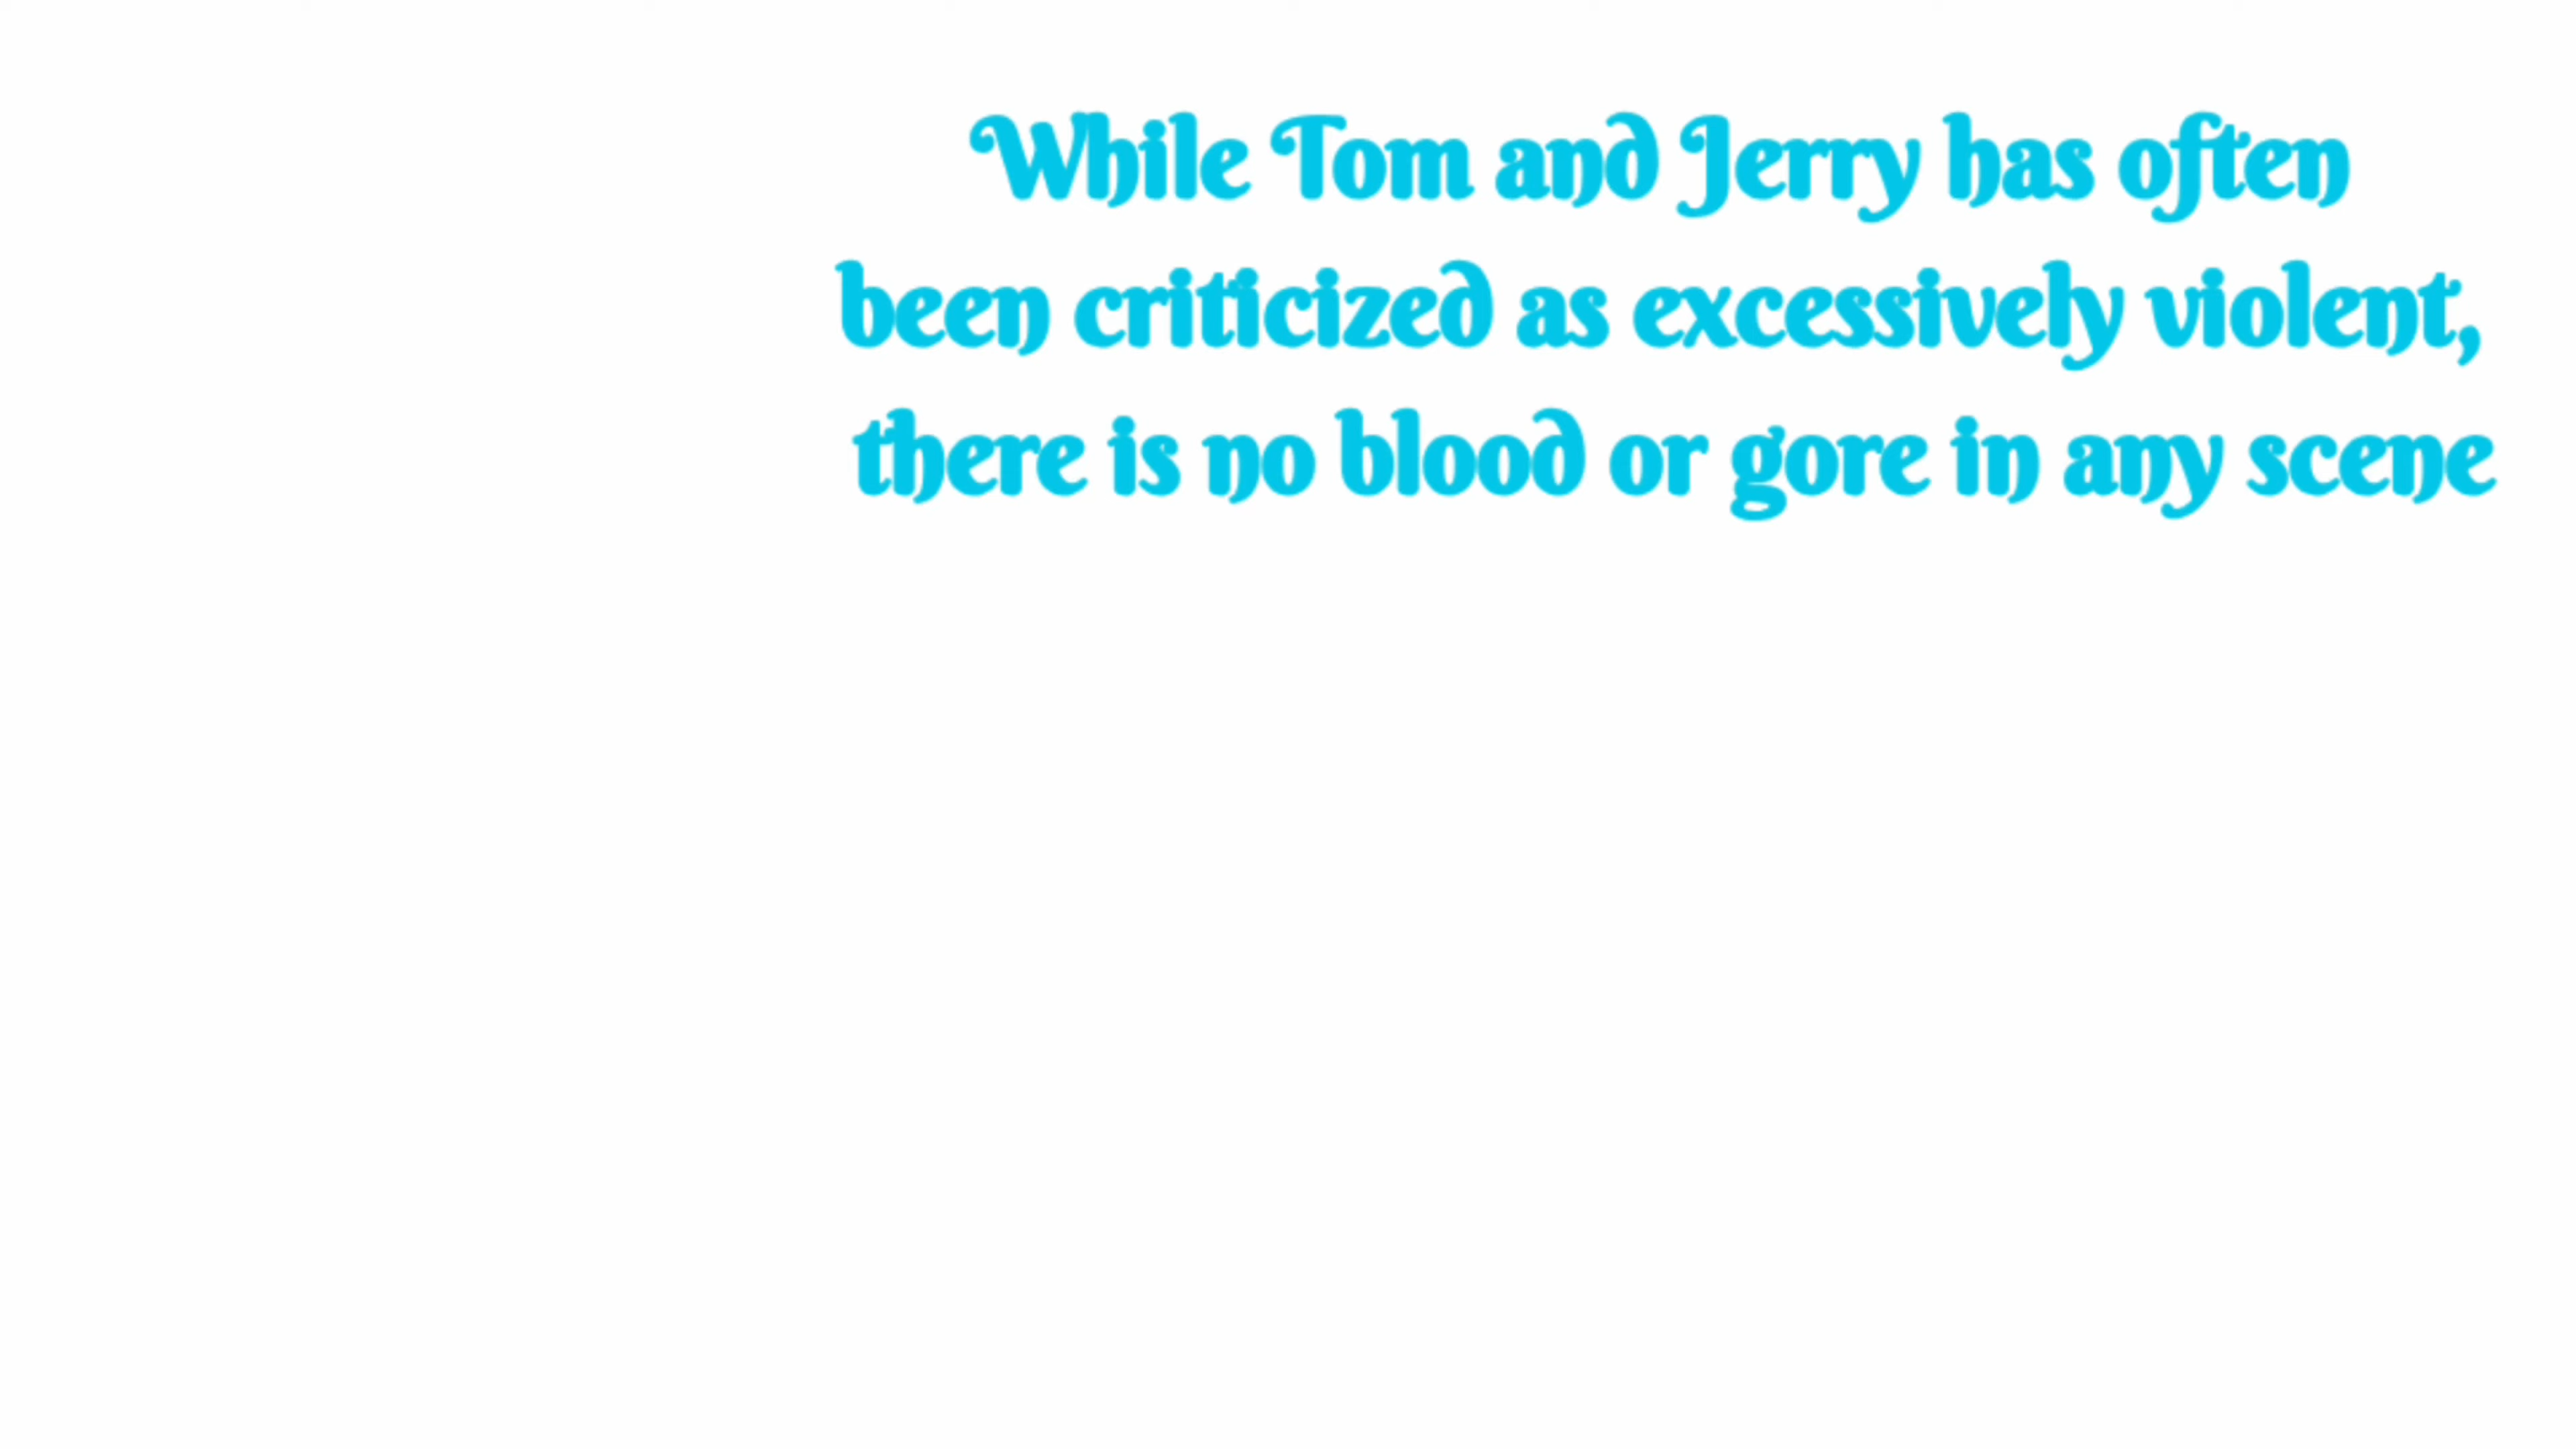 While Tom and Jerry has often
been criticized as excessively violent,
there is no blood or gore in any scene